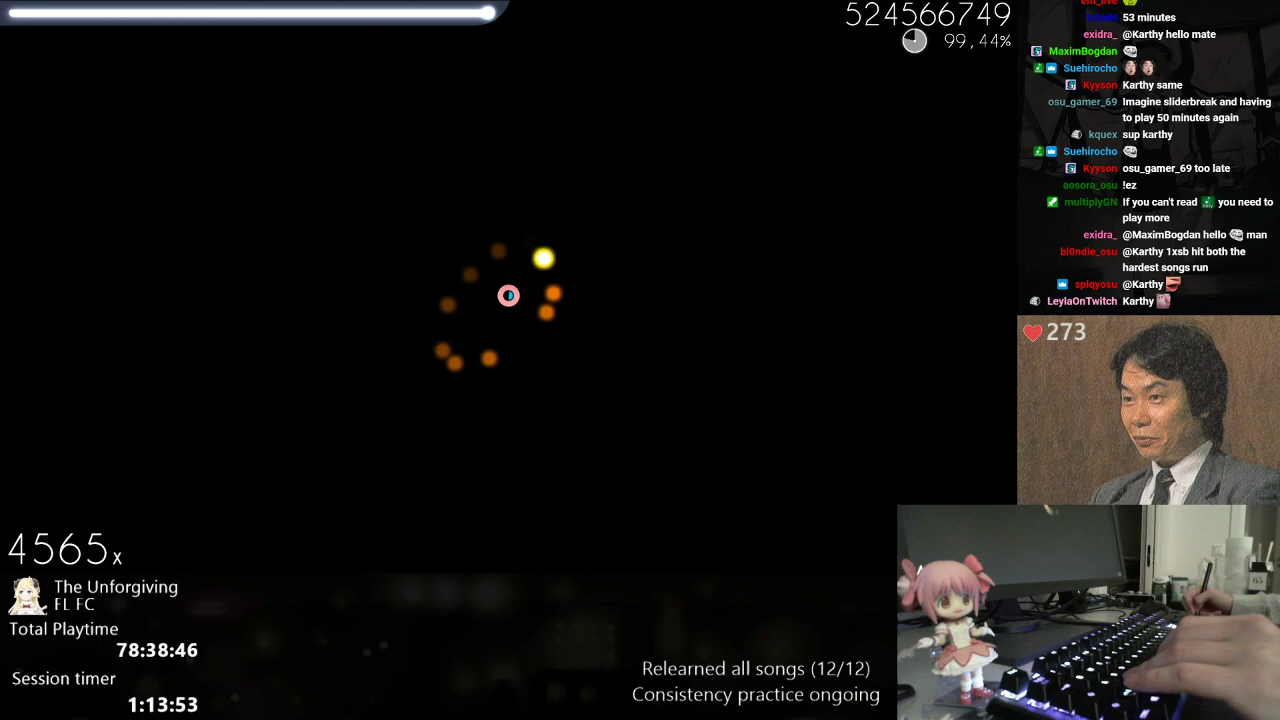 524566749
99,44%
4565x
The Unforgiving
FL FC
Total Playtime
78:38:46
Session timer
1:13:53
Relearned all songs (12/12)
Consistency practice ongoing
53 minutes
exidra_ @Karthy hello mate
MaximBogdan
Suehirocho
Kyyson Karthy same
osu_gamer_69 Imagine sliderbreak and having
to play 50 minutes again
kquex sup karthy
Suehirocho
Kyyson osu_gamer_69 too late
aosora_osu !ez
multiplyGN If you can't read you need to
play more
exidra_ @MaximBogdan hello man
bl0ndie_osu @Karthy 1xsb hit both the
hardest songs run
splqyosu @Karthy
LeylaOnTwitch Karthy
273